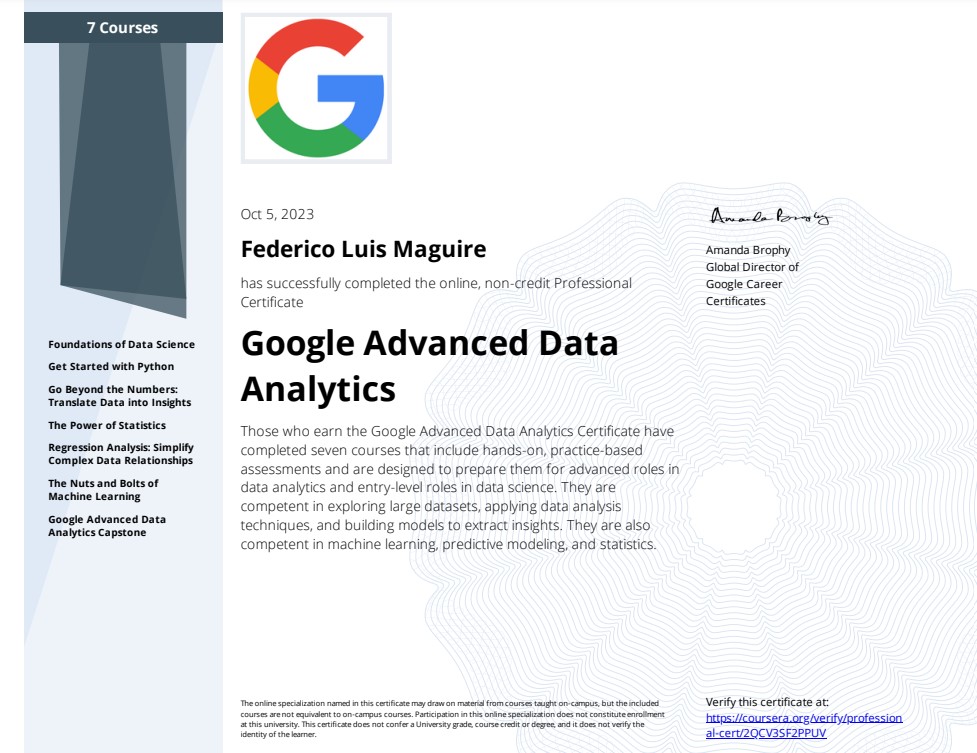 7 Courses
Foundations of Data Science
Get Started with Python
Go Beyond the Numbers:
Translate Data into Insights
The Power of Statistics
Regression Analysis: Simplify
Complex Data Relationships
The Nuts and Bolts of
Machine Learning
Google Advanced Data
Analytics Capstone
Oct 5, 2023
Federico Luis Maguire
has successfully completed the online, non-credit Professional
Certificate
Google Advanced Data
Analytics
Those who earn the Google Advanced Data Analytics Certificate have
completed seven courses that include hands-on, practice-based
assessments and are designed to prepare them for advanced roles in
data analytics and entry-level roles in data science. They are
competent in exploring large datasets, applying data analysis
techniques, and building models to extract insights. They are also
competent in machine learning, predictive modeling, and statistics.
Amanda Brophy
Amanda Brophy
Global Director of
Google Career
Certificates
The online specialization named in this certificate may draw on material from courses taught on-campus, but the included
courses are not equivalent to on-campus courses. Participation in this online specialization does not constitute enrollment
at this university. This certificate does not confer a University grade, course credit or degree, and it does not verify the
identity of the learner.
Verify this certificate at:
https://coursera.org/verify/profession
al-cert/2QCV3SF2PPUV